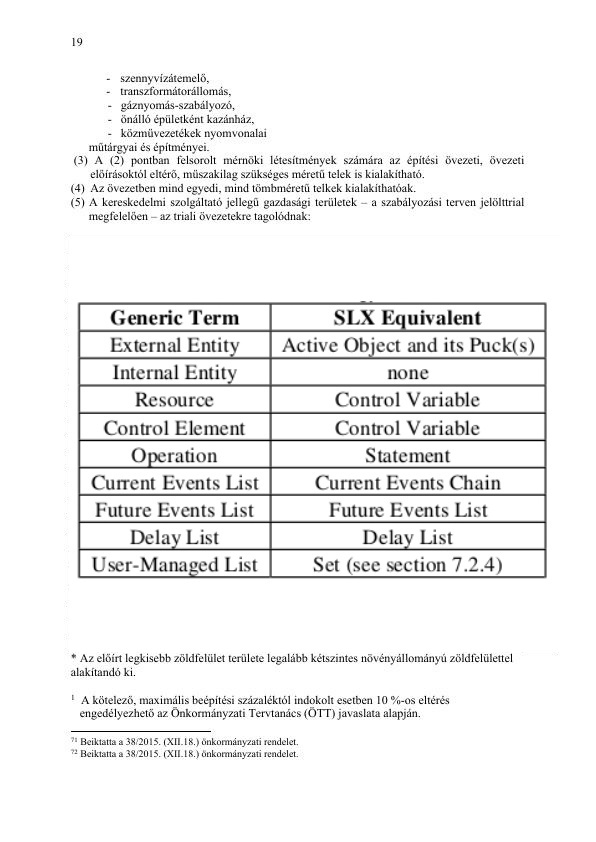 19
- szennyvízátemelő,
- transzformátorállomás,
- gáznyomás-szabályozó,
- önálló épületként kazánház,
- közművezetékek nyomvonalai
műtárgyai és építményei.
(3) A (2) pontban felsorolt mérnöki létesítmények számára az építési övezeti, övezeti
előírásoktól eltérő, műszakilag szükséges méretű telek is kialakítható.
(4) Az övezetben mind egyedi, mind tömbméretű telkek kialakíthatóak.
(5) A kereskedelmi szolgáltató jellegű gazdasági területek – a szabályozási terven jelölttrial
megfelelően – az triali övezetekre tagolódnak:
Generic Term SLX Equivalent
External Entity Active Object and its Puck(s)
Internal Entity none
Resource Control Variable
Control Element Control Variable
Operation Statement
Current Events List Current Events Chain
Future Events List Future Events List
Delay List Delay List
User-Managed List Set (see section 7.2.4)
* Az előírt legkisebb zöldfelület területe legalább kétszintes növényállományú zöldfelülettel
alakítandó ki.
1 A kötelező, maximális beépítési százaléktól indokolt esetben 10 %-os eltérés
engedélyezhető az Önkormányzati Tervtanács (ÖTT) javaslata alapján.
71 Beiktatta a 38/2015. (XII.18.) önkormányzati rendelet.
72 Beiktatta a 38/2015. (XII.18.) önkormányzati rendelet.